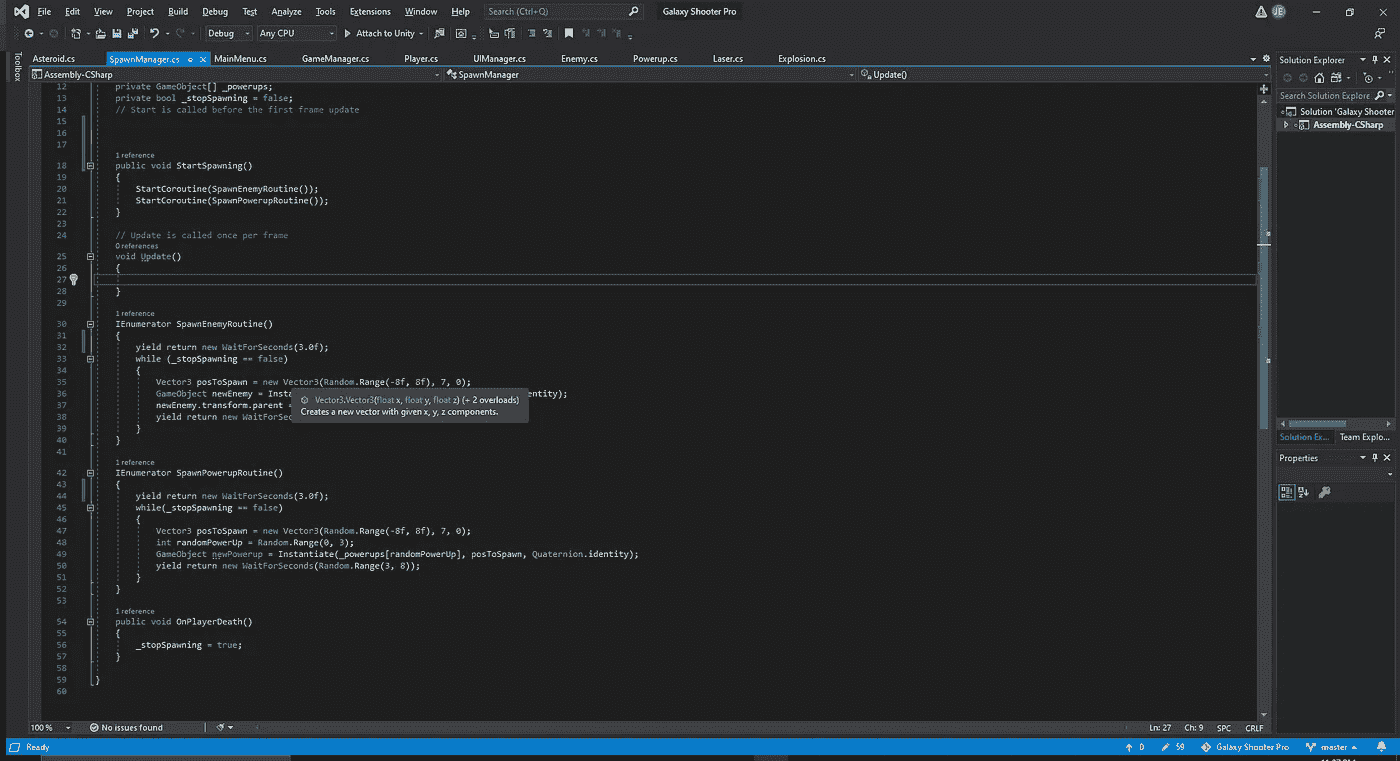 File Edit View Project Build Debug Test Analyze Tools Extensions Window Help Search (Ctrl+Q) Galaxy Shooter Pro JE
Debug Any CPU Attach to Unity
Toolbox
Asteroid.cs SpawnManager.cs MainMenu.cs GameManager.cs Player.cs UIManager.cs Enemy.cs Powerup.cs Laser.cs Explosion.cs
Assembly-CSharp SpawnManager Update()
12 private GameObject[] _powerups;
13 private bool _stopSpawning = false;
14 // Start is called before the first frame update
15
16
17
1 reference
18 public void StartSpawning()
19 {
20 StartCoroutine(SpawnEnemyRoutine());
21 StartCoroutine(SpawnPowerupRoutine());
22 }
23
24 // Update is called once per frame
0 references
25 void Update()
26 {
27
28 }
29
1 reference
30 IEnumerator SpawnEnemyRoutine()
31 {
32 yield return new WaitForSeconds(3.0f);
33 while (_stopSpawning == false)
34 {
35 Vector3 posToSpawn = new Vector3(Random.Range(-8f, 8f), 7, 0);
36 GameObject newEnemy = Insta entity);
37 newEnemy.transform.parent =
38 yield return new WaitForSec
39 }
40 }
41
Vector3.Vector3(float x, float y, float z) (+ 2 overloads)
Creates a new vector with given x, y, z components.
1 reference
42 IEnumerator SpawnPowerupRoutine()
43 {
44 yield return new WaitForSeconds(3.0f);
45 while(_stopSpawning == false)
46 {
47 Vector3 posToSpawn = new Vector3(Random.Range(-8f, 8f), 7, 0);
48 int randomPowerUp = Random.Range(0, 3);
49 GameObject newPowerup = Instantiate(_powerups[randomPowerUp], posToSpawn, Quaternion.identity);
50 yield return new WaitForSeconds(Random.Range(3, 8));
51 }
52 }
53
1 reference
54 public void OnPlayerDeath()
55 {
56 _stopSpawning = true;
57 }
58
59 }
60
Solution Explorer
Search Solution Explore
Solution 'Galaxy Shooter
Assembly-CSharp
Solution Ex... Team Explo...
Properties
100 % No issues found Ln: 27 Ch: 9 SPC CRLF
Ready 0 59 Galaxy Shooter Pro master